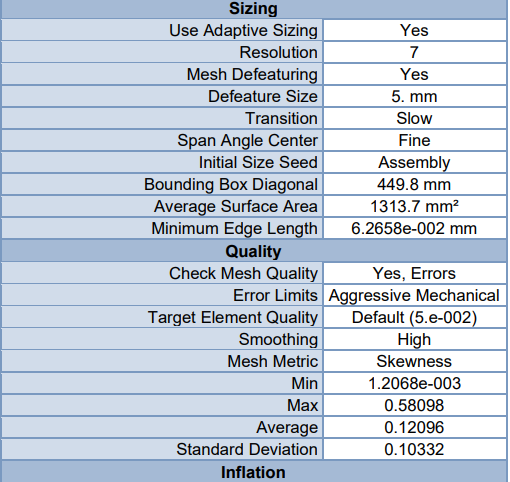 Sizing
Use Adaptive Sizing Yes
Resolution 7
Mesh Defeaturing Yes
Defeature Size 5. mm
Transition Slow
Span Angle Center Fine
Initial Size Seed Assembly
Bounding Box Diagonal 449.8 mm
Average Surface Area 1313.7 mm²
Minimum Edge Length 6.2658e-002 mm
Quality
Check Mesh Quality Yes, Errors
Error Limits Aggressive Mechanical
Target Element Quality Default (5.e-002)
Smoothing High
Mesh Metric Skewness
Min 1.2068e-003
Max 0.58098
Average 0.12096
Standard Deviation 0.10332
Inflation